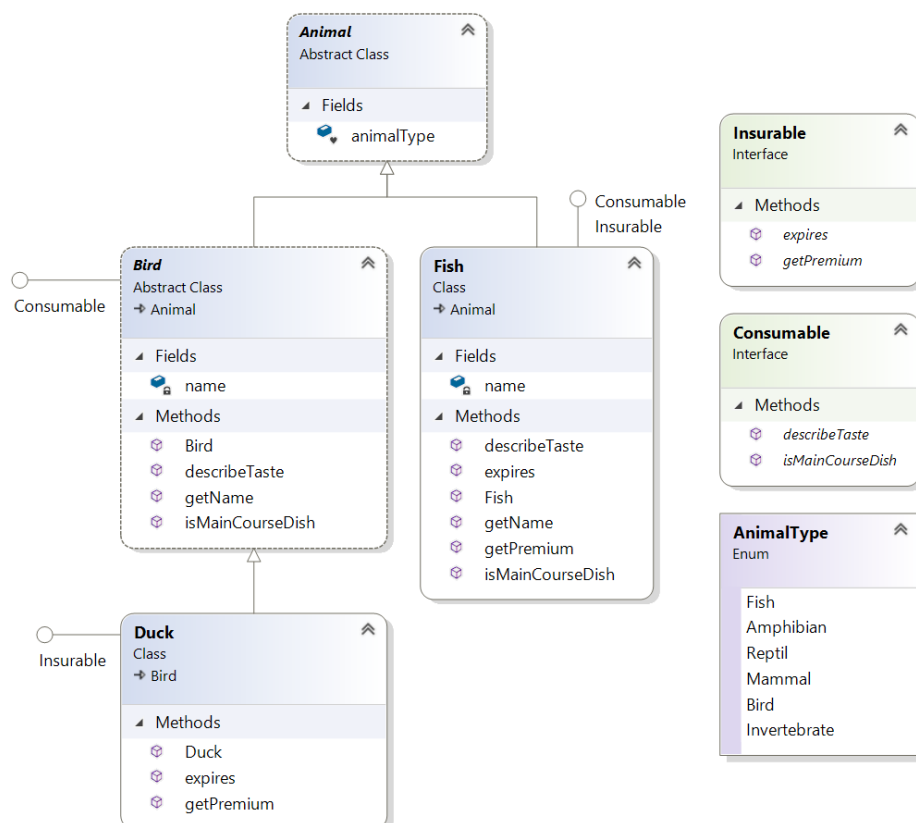 Animal
Abstract Class
Fields
animalType
Consumable
Insurable
Bird
Abstract Class
Animal
Fields
name
Methods
Bird
describeTaste
getName
isMainCourseDish
Consumable
Fish
Class
Animal
Fields
name
Methods
describeTaste
expires
Fish
getName
getPremium
isMainCourseDish
Duck
Class
Bird
Methods
Duck
expires
getPremium
Insurable
Insurable
Interface
Methods
expires
getPremium
Consumable
Interface
Methods
describeTaste
isMainCourseDish
AnimalType
Enum
Fish
Amphibian
Reptil
Mammal
Bird
Invertebrate